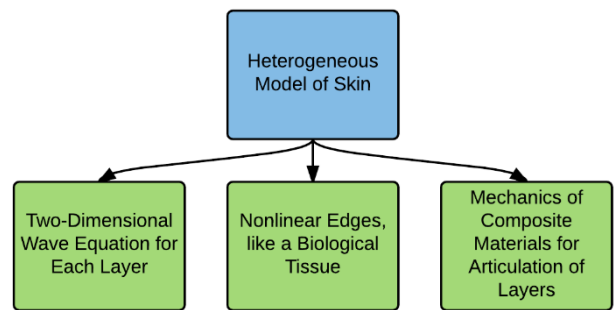 Heterogeneous
Model of Skin
Two-Dimensional
Wave Equation for
Each Layer
Nonlinear Edges,
like a Biological
Tissue
Mechanics of
Composite
Materials for
Articulation of
Layers